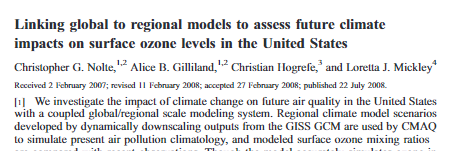 Linking global to regional models to assess future climate
impacts on surface ozone levels in the United States
Christopher G. Nolte,1,2 Alice B. Gilliland,1,2 Christian Hogrefe,3 and Loretta J. Mickley4
Received 2 February 2007; revised 11 February 2008; accepted 27 February 2008; published 22 July 2008.
[1] We investigate the impact of climate change on future air quality in the United States
with a coupled global/regional scale modeling system. Regional climate model scenarios
developed by dynamically downscaling outputs from the GISS GCM are used by CMAQ
to simulate present air pollution climatology, and modeled surface ozone mixing ratios